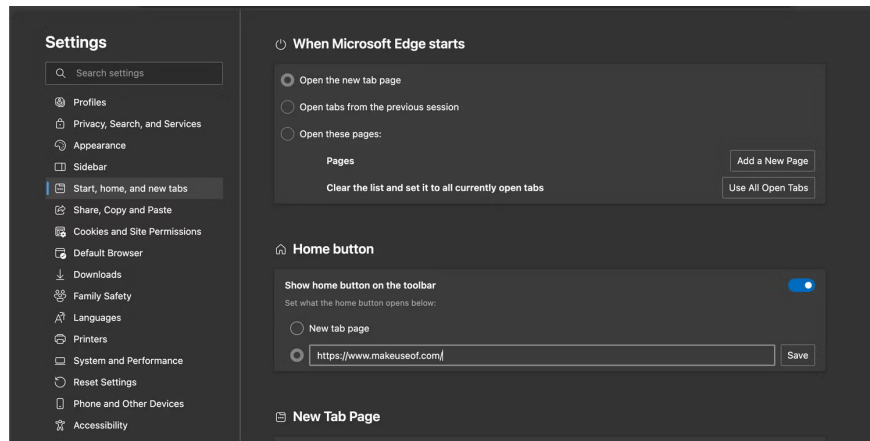 Settings
Search settings
Profiles
Privacy, Search, and Services
Appearance
Sidebar
Start, home, and new tabs
Share, Copy and Paste
Cookies and Site Permissions
Default Browser
Downloads
Family Safety
Languages
Printers
System and Performance
Reset Settings
Phone and Other Devices
Accessibility
When Microsoft Edge starts
Open the new tab page
Open tabs from the previous session
Open these pages:
Pages
Add a New Page
Clear the list and set it to all currently open tabs
Use All Open Tabs
Home button
Show home button on the toolbar
Set what the home button opens below:
New tab page
https://www.makeuseof.com/
Save
New Tab Page